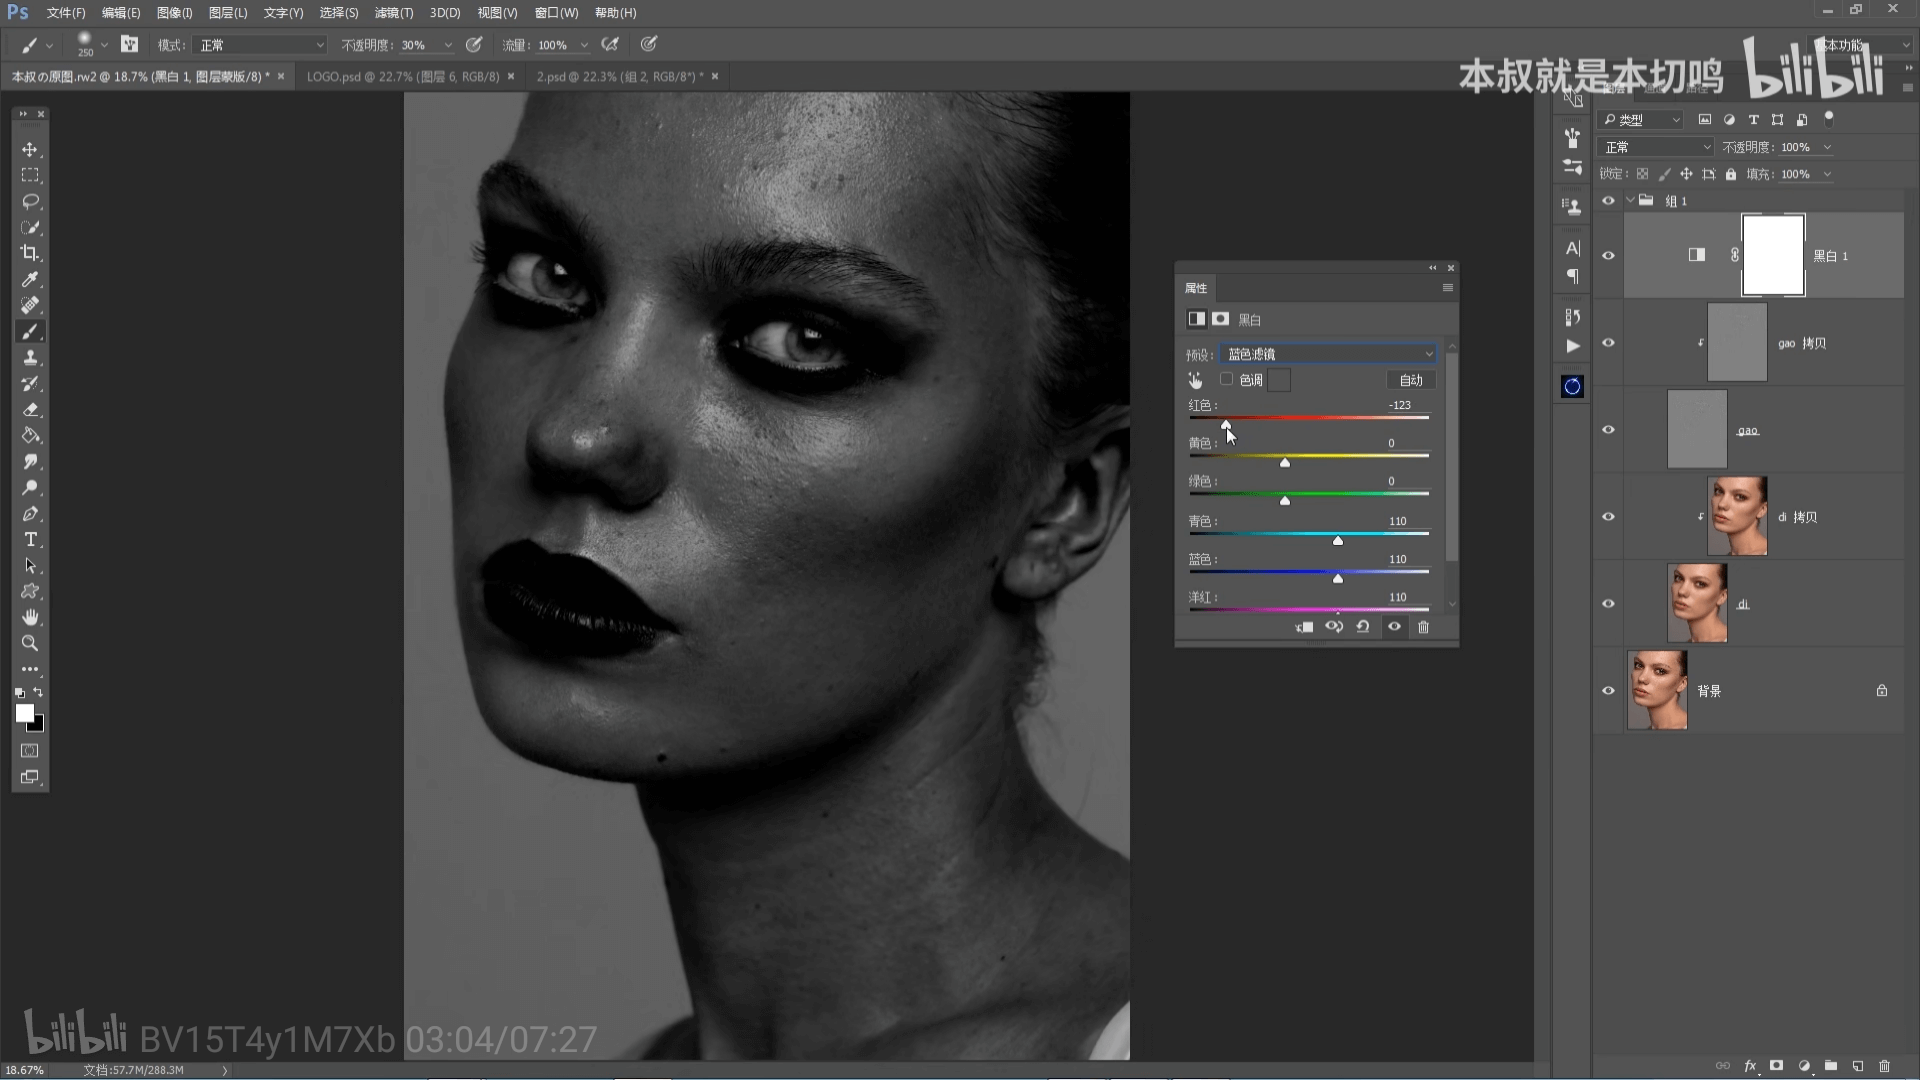 Ps 文件(F) 编辑(E) 图像(I) 图层(L) 文字(Y) 选择(S) 滤镜(T) 3D(D) 视图(V) 窗口(W) 帮助(H)
250 模式: 正常 不透明度: 30% 流量: 100% 基本功能
本叔の原图.rw2 @ 18.7% (黑白 1, 图层蒙版/8) * × LOGO.psd @ 22.7% (图层 6, RGB/8) × 2.psd @ 22.3% (组 2, RGB/8*) * ×
本叔就是本切鸣 bilibili
类型
正常 不透明度: 100%
锁定: 填充: 100%
组 1
黑白 1
gao 拷贝
gao
di 拷贝
di
背景
属性
黑白
预设: 蓝色滤镜
色调 自动
红色: -123
黄色: 0
绿色: 0
青色: 110
蓝色: 110
洋红: 110
bilibili BV15T4y1M7Xb 03:04/07:27
18.67% 文档:57.7M/288.3M
fx